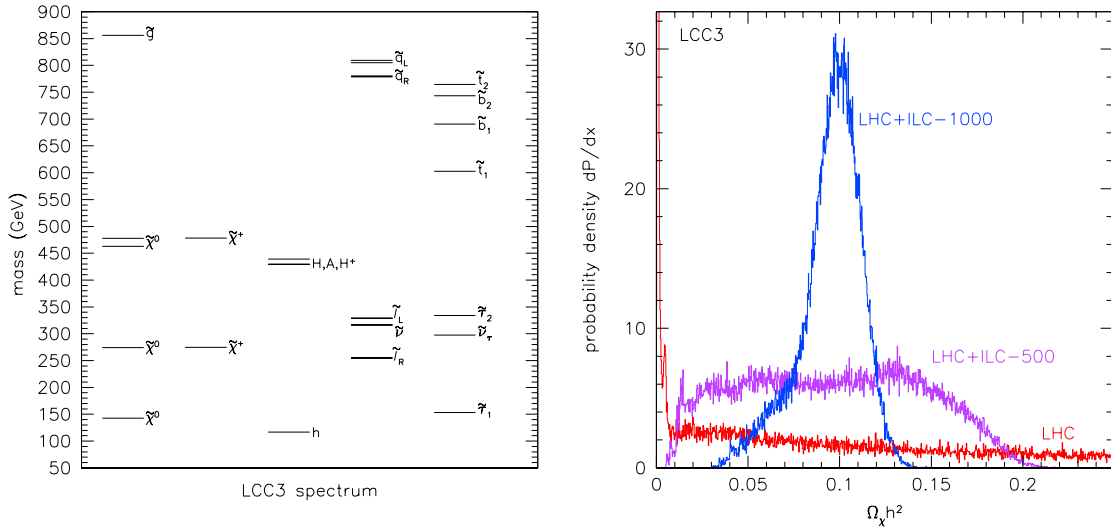 900
850
800
750
700
650
600
550
500
450
400
350
300
250
200
150
100
50
mass (GeV)
g̃
q̃L
q̃R
t̃2
b̃2
b̃1
t̃1
χ̃⁰
χ̃⁺
H,A,H⁺
l̃L
ν̃
τ̃2
ν̃τ
χ̃⁰
χ̃⁺
l̃R
χ̃⁰
τ̃1
h
LCC3 spectrum
LCC3
30
20
10
0
probability density dP/dx
LHC+ILC−1000
LHC+ILC−500
LHC
0
0.05
0.1
0.15
0.2
Ωχh²